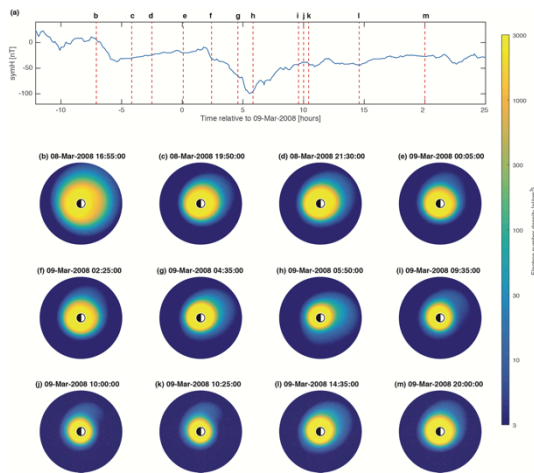 (a)
b c d e f g h i j k l m
symH [nT]
0
-50
-100
-10 -5 0 5 10 15 20 25
Time relative to 09-Mar-2008 [hours]
(b) 08-Mar-2008 16:55:00 (c) 08-Mar-2008 19:50:00 (d) 08-Mar-2008 21:30:00 (e) 09-Mar-2008 00:05:00
(f) 09-Mar-2008 02:25:00 (g) 09-Mar-2008 04:35:00 (h) 09-Mar-2008 05:50:00 (i) 09-Mar-2008 09:35:00
(j) 09-Mar-2008 10:00:00 (k) 09-Mar-2008 10:25:00 (l) 09-Mar-2008 14:35:00 (m) 09-Mar-2008 20:00:00
3000
1000
300
100
30
10
3
Electron number density